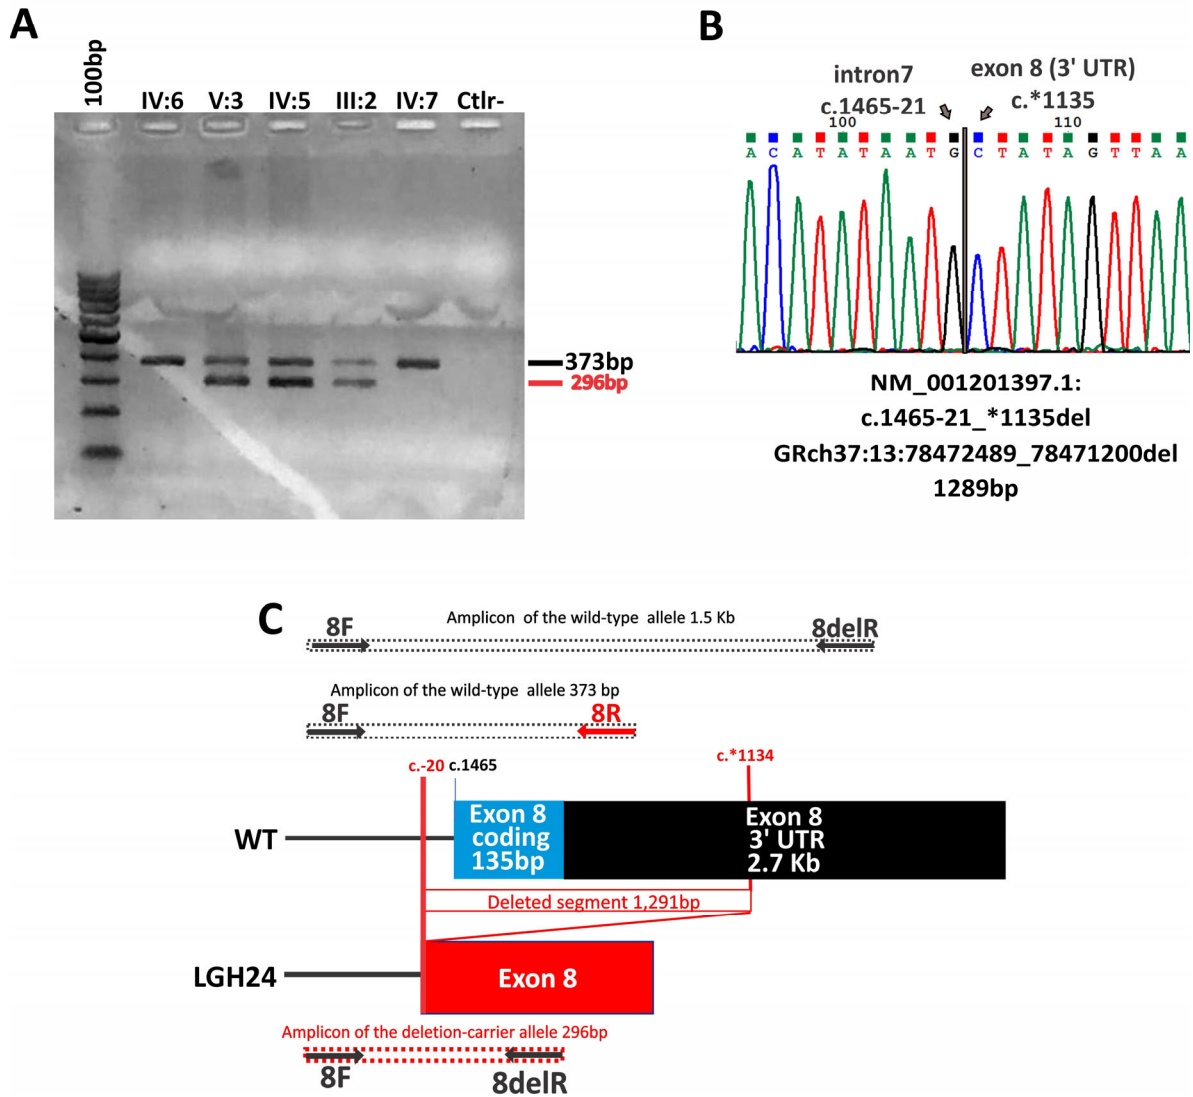 A
100bp
IV:6 V:3 IV:5 III:2 IV:7 Ctlr-
373bp
296bp
B
intron7
c.1465-21
exon 8 (3' UTR)
c.*1135
100 110
A C A T A T A A T G C T A T A G T T A A
NM_001201397.1:
c.1465-21_*1135del
GRch37:13:78472489_78471200del
1289bp
C
Amplicon of the wild-type allele 1.5 Kb
8F 8delR
Amplicon of the wild-type allele 373 bp
8F 8R
c.-20 c.1465 c.*1134
WT
Exon 8
coding
135bp
Exon 8
3' UTR
2.7 Kb
Deleted segment 1,291bp
LGH24
Exon 8
Amplicon of the deletion-carrier allele 296bp
8F 8delR